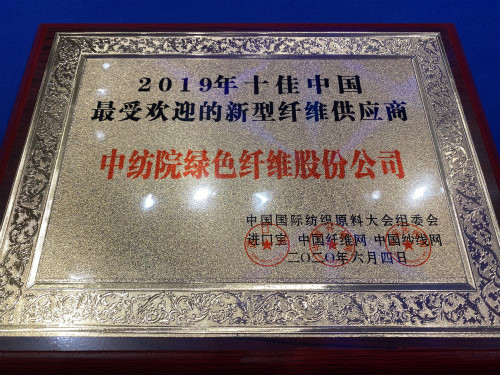 2019年十佳中国
最受欢迎的新型纤维供应商
中纺院绿色纤维股份公司
中国国际纺织原料大会组委会
进门室 中国纤维网 中国纱线网
二〇二〇年六月四日